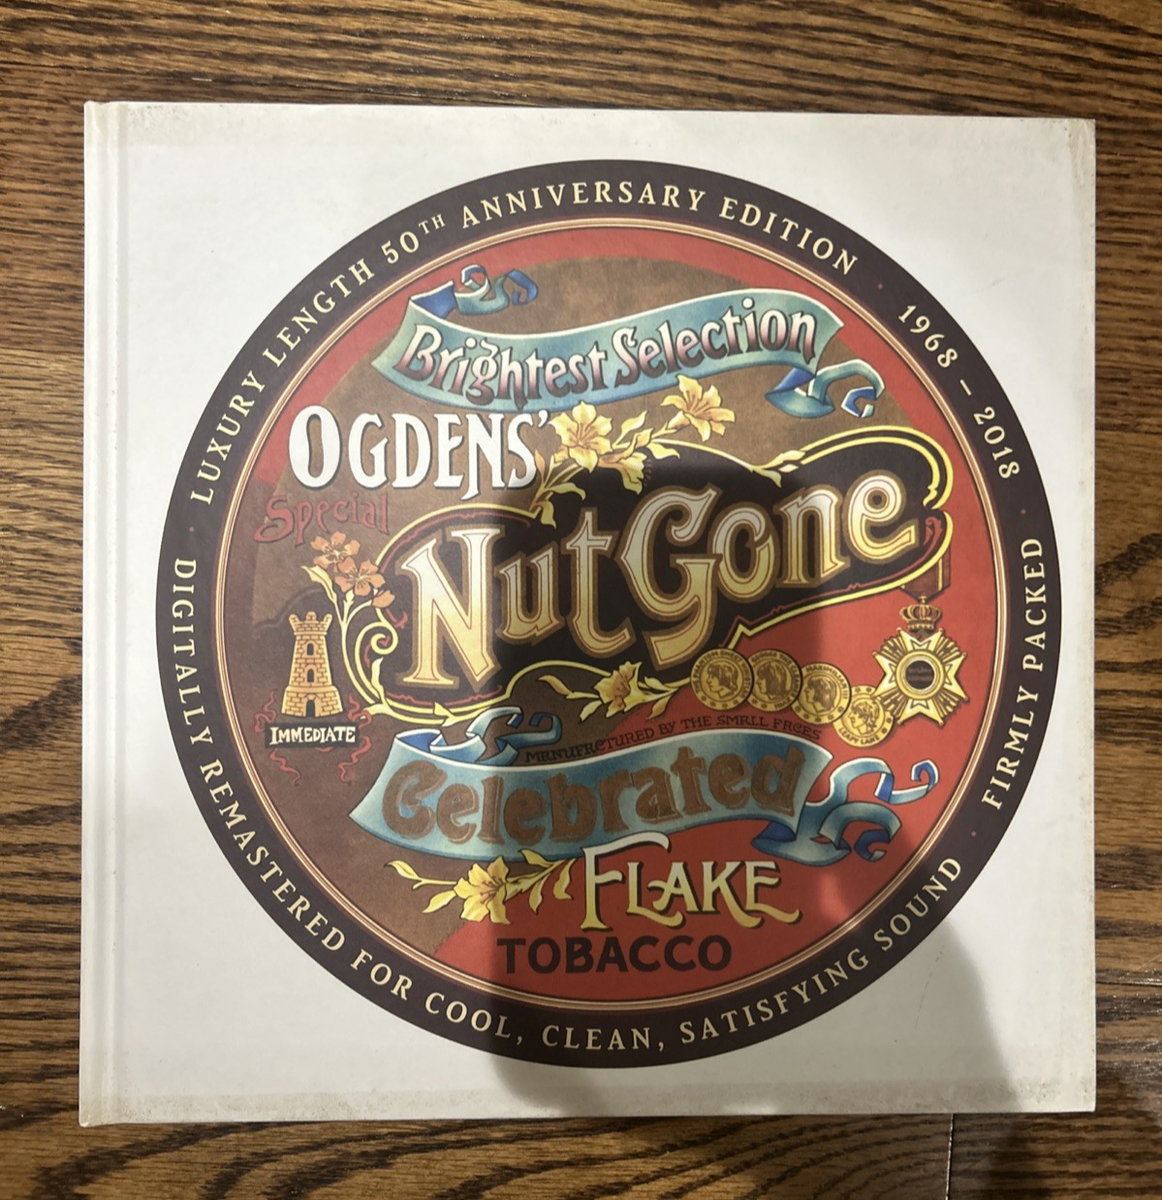 LUXURY LENGTH 50TH ANNIVERSARY EDITION
1968 – 2018
Brightest Selection
OGDENS'
Special
Nut Gone
IMMEDIATE
MANUFACTURED BY THE SMALL FACES
Celebrated
FLAKE
TOBACCO
FIRMLY PACKED
DIGITALLY REMASTERED FOR COOL, CLEAN, SATISFYING SOUND